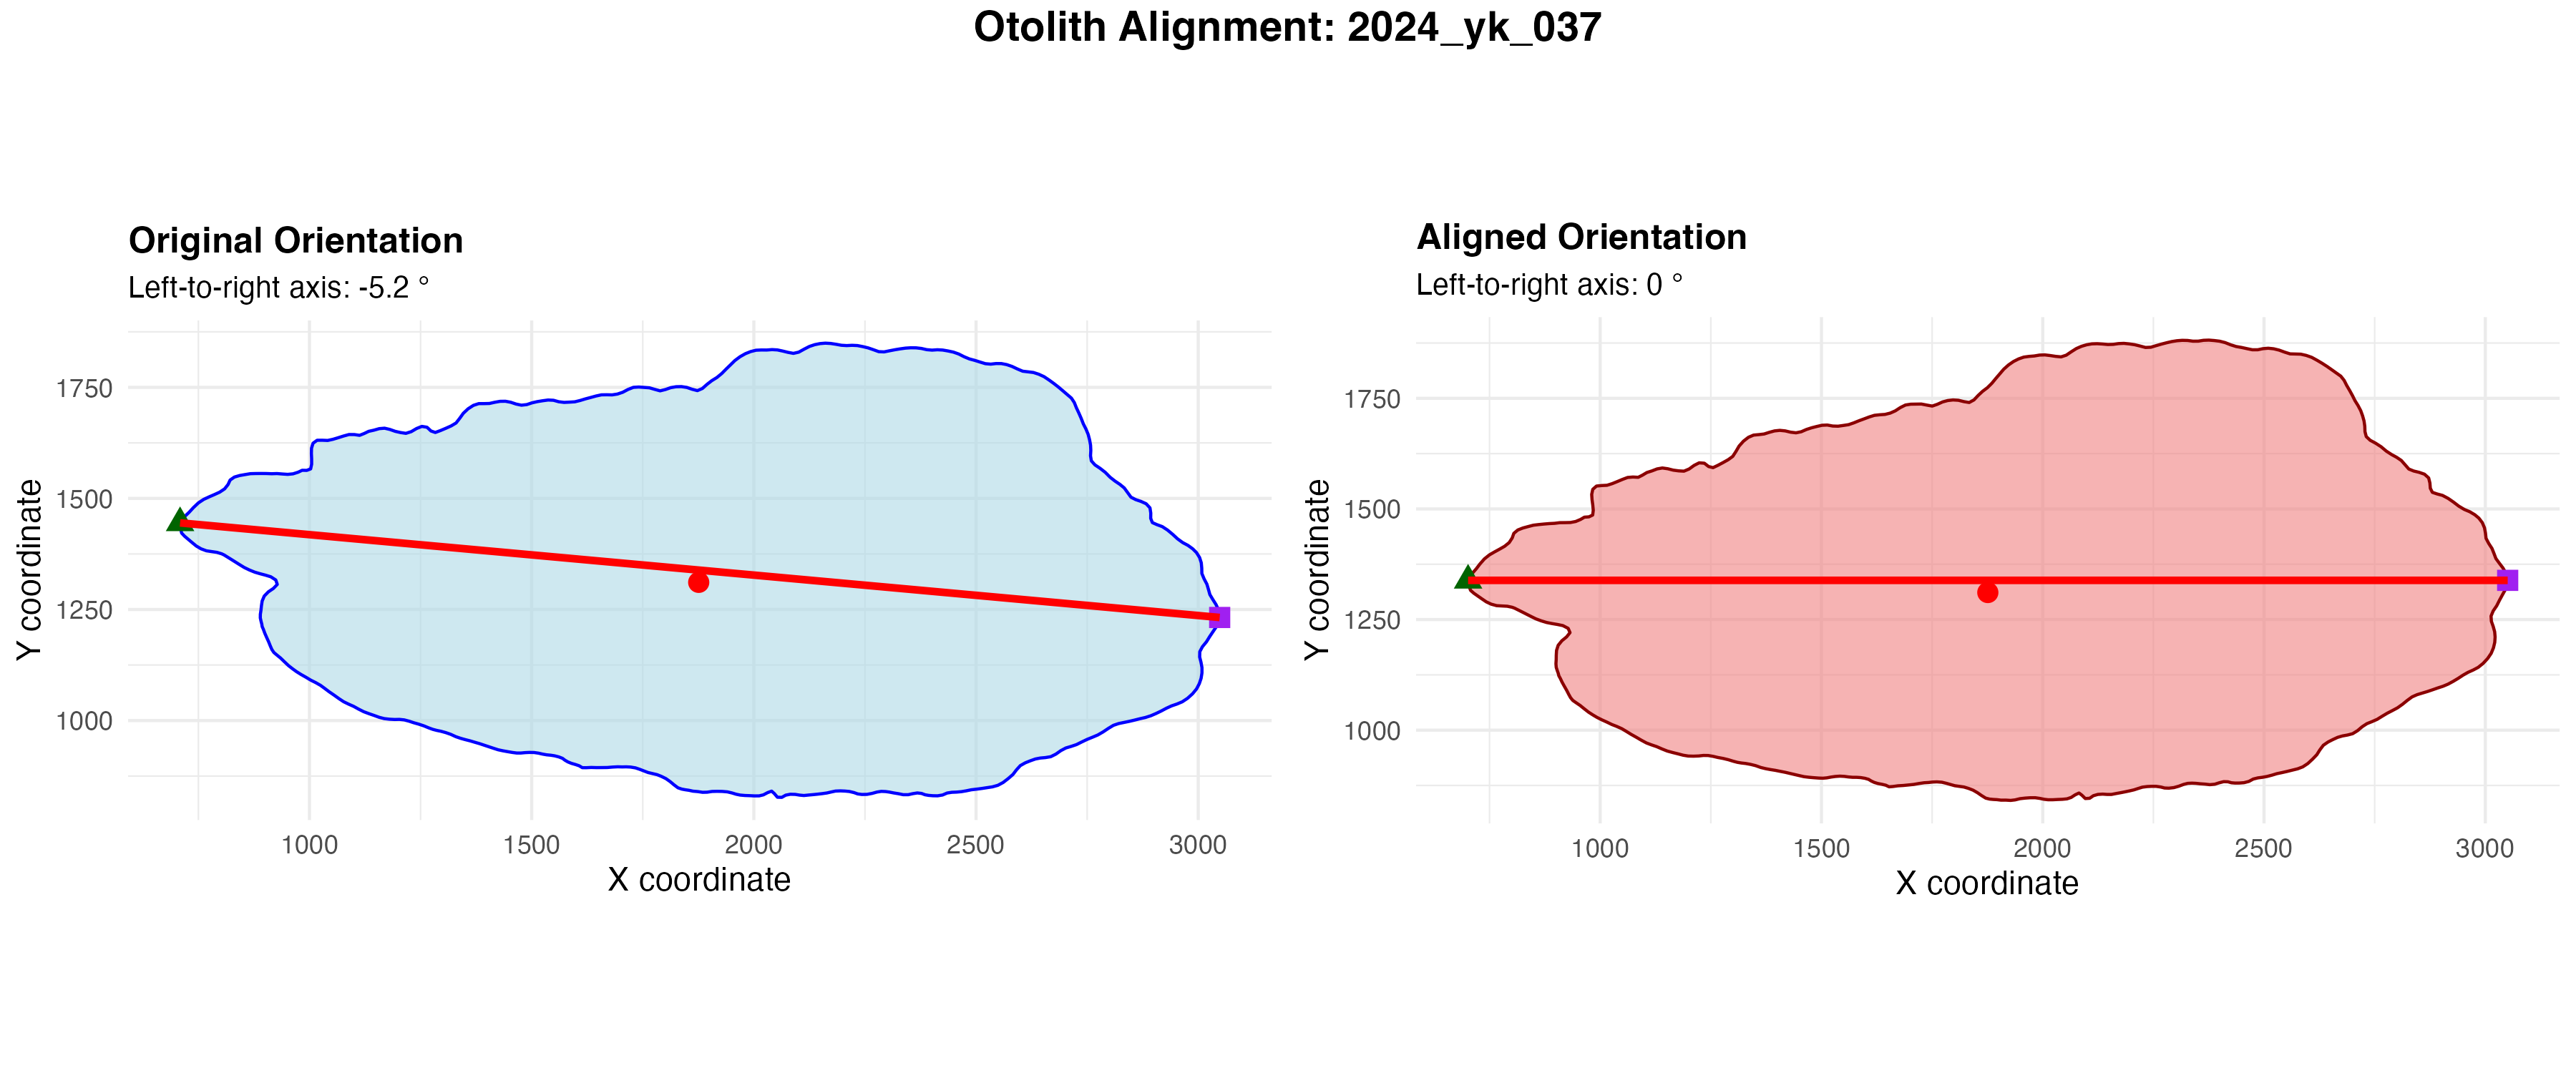 Otolith Alignment: 2024_yk_037
Original Orientation
Left-to-right axis: -5.2 °
Y coordinate
1750
1500
1250
1000
1000 1500 2000 2500 3000
X coordinate
Aligned Orientation
Left-to-right axis: 0 °
Y coordinate
1750
1500
1250
1000
1000 1500 2000 2500 3000
X coordinate